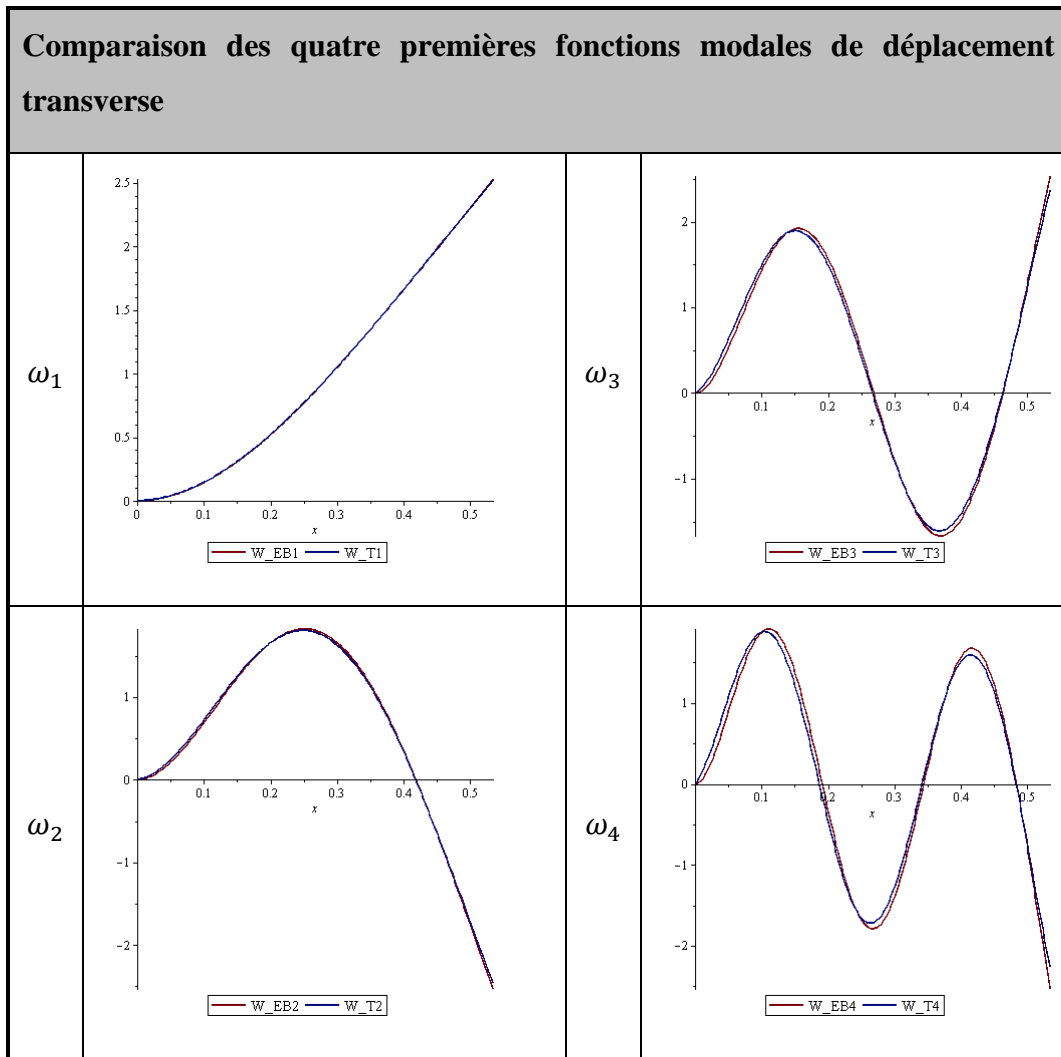 Comparaison des quatre premières fonctions modales de déplacement
transverse
ω₁
2.5
2
1.5
1
0.5
0
0 0.1 0.2 0.3 0.4 0.5
x
W_EB1 W_T1
ω₃
2
1
0
−1
0.1 0.2 0.3 0.4 0.5
x
W_EB3 W_T3
ω₂
1
0
−1
−2
0.1 0.2 0.3 0.4 0.5
x
W_EB2 W_T2
ω₄
1
0
−1
−2
0.1 0.2 0.3 0.4 0.5
x
W_EB4 W_T4